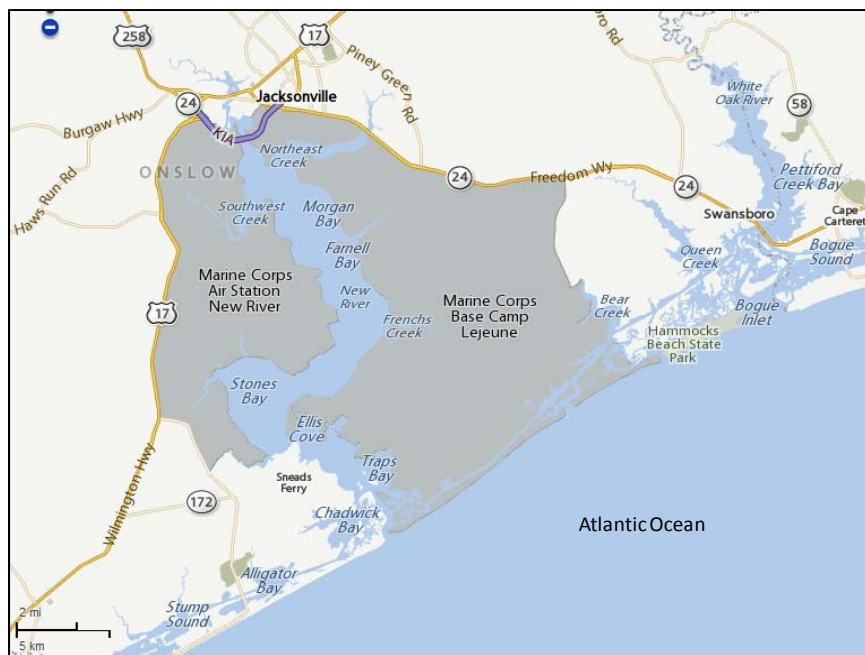 258
17
oro Rd
Piney Green Rd
White
Oak River
58
24
Jacksonville
KIA
Burgaw Hwy
Northeast
Creek
ONSLOW
24
Freedom Wy
24
Pettiford
Creek Bay
Haws Run Rd
Southwest
Creek
Morgan
Bay
Swansboro
Cape
Carteret
Farnell
Bay
Queen
Creek
Bogue
Sound
Marine Corps
Air Station
New River
New
River
Marine Corps
Base Camp
Lejeune
Bear
Creek
Bogue
Inlet
17
Frenchs
Creek
Hammocks
Beach State
Park
Stones
Bay
Ellis
Cove
Traps
Bay
Sneads
Ferry
172
Wilmington Hwy
Chadwick
Bay
Atlantic Ocean
Alligator
Bay
Stump
Sound
2 mi
5 km